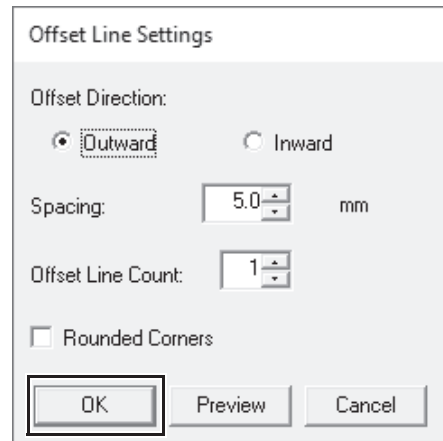 Offset Line Settings
Offset Direction:
Outward Inward
Spacing: 5.0 mm
Offset Line Count: 1
Rounded Corners
OK Preview Cancel